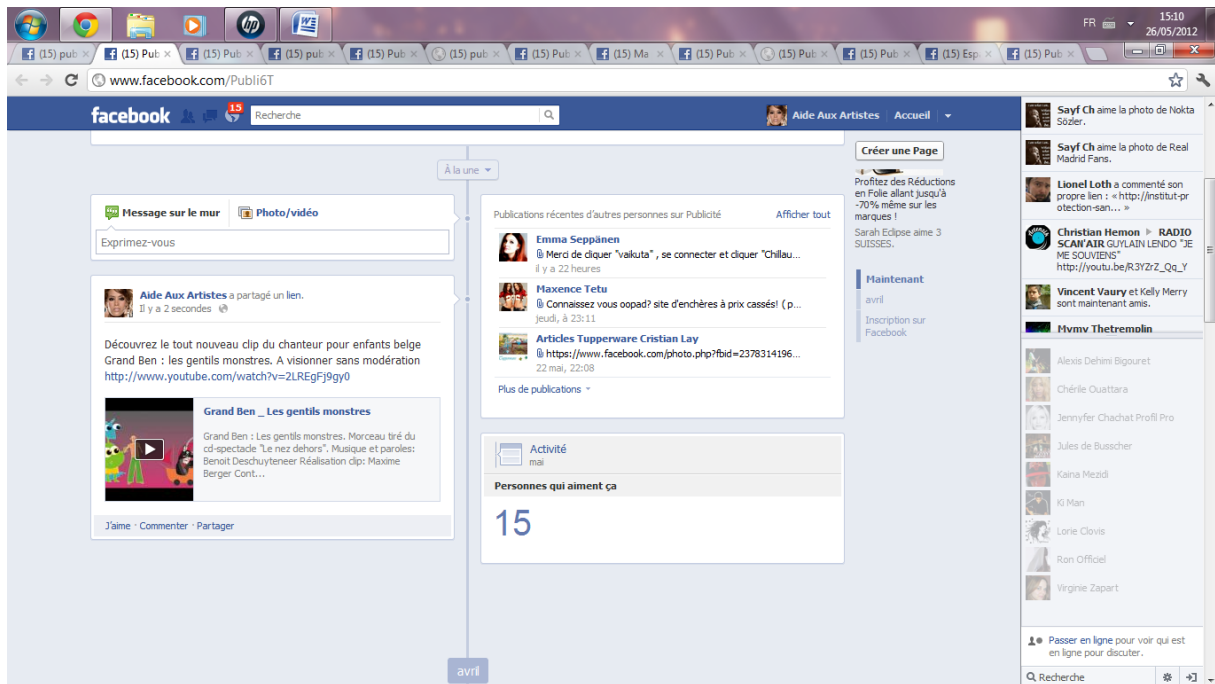 FR
15:10
26/05/2012
(15) pub
(15) Pub
(15) Pub
(15) pub
(15) Pub
(15) pub
(15) Pub
(15) Ma
(15) Pub
(15) Pub
(15) Pub
(15) Esp
(15) Pub
www.facebook.com/Publi6T
facebook
15
Recherche
Aide Aux Artistes
Accueil
À la une
Message sur le mur
Photo/vidéo
Exprimez-vous
Aide Aux Artistes a partagé un lien.
Il y a 2 secondes
Découvrez le tout nouveau clip du chanteur pour enfants belge
Grand Ben : les gentils monstres. A visionner sans modération
http://www.youtube.com/watch?v=2LREgFj9gy0
Grand Ben _ Les gentils monstres
Grand Ben : Les gentils monstres. Morceau tiré du
cd-spectacle "Le nez dehors". Musique et paroles:
Benoit Deschuyteneer Réalisation clip: Maxime
Berger Cont...
J'aime · Commenter · Partager
Publications récentes d'autres personnes sur Publicité
Afficher tout
Emma Seppänen
Merci de cliquer "vaikuta" , se connecter et cliquer "Chillau...
il y a 22 heures
Maxence Tetu
Connaissez vous oopad? site d'enchères à prix cassés! ( p...
jeudi, à 23:11
Articles Tupperware Cristian Lay
https://www.facebook.com/photo.php?fbid=2378314196...
22 mai, 22:08
Plus de publications
Activité
mai
Personnes qui aiment ça
15
avril
Créer une Page
Profitez des Réductions
en Folie allant jusqu'à
-70% même sur les
marques !
Sarah Eclipse aime 3
SUISSES.
Maintenant
avril
Inscription sur
Facebook
Sayf Ch aime la photo de Nokta
Sözler.
Sayf Ch aime la photo de Real
Madrid Fans.
Lionel Loth a commenté son
propre lien : « http://institut-pr
otection-san... »
Christian Hemon ▶ RADIO
SCAN'AIR GUYLAIN LENDO "JE
ME SOUVIENS"
http://youtu.be/R3YZrZ_Qq_Y
Vincent Vaury et Kelly Merry
sont maintenant amis.
Mymy Thetremplin
Alexis Dehimi Bigouret
Chérile Ouattara
Jennyfer Chachat Profil Pro
Jules de Busscher
Kaina Mezidi
Ki Man
Lorie Clovis
Ron Officiel
Virginie Zapart
Passer en ligne pour voir qui est
en ligne pour discuter.
Recherche